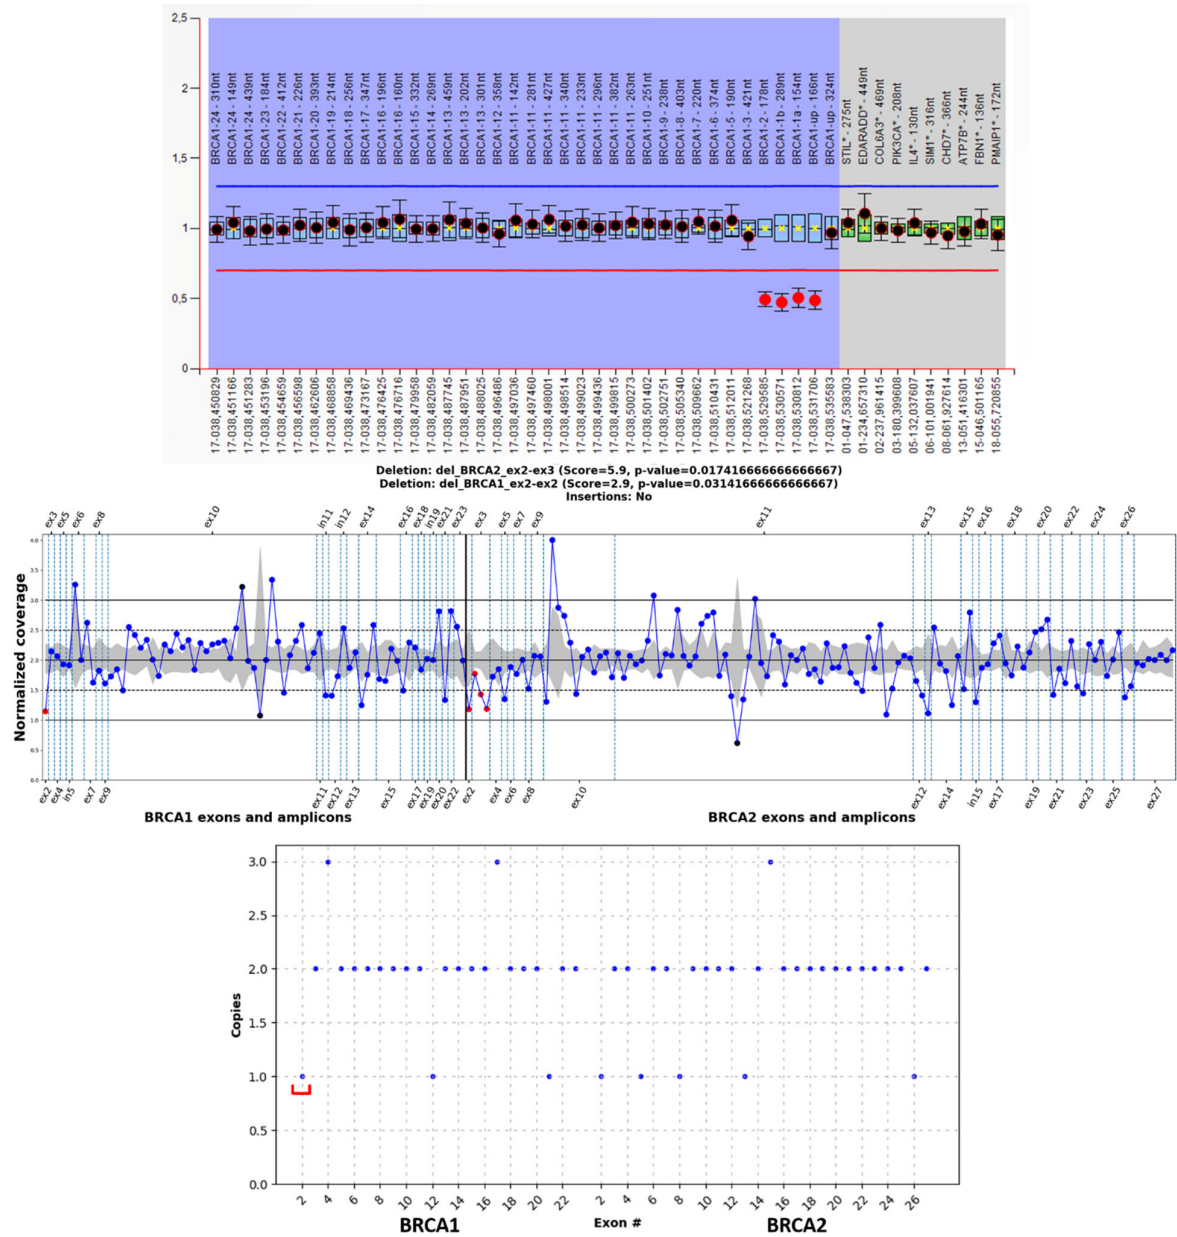 2,5
2
1,5
1
0,5
0
BRCA1-24 - 310nt
BRCA1-24 - 149nt
BRCA1-24 - 439nt
BRCA1-23 - 184nt
BRCA1-22 - 412nt
BRCA1-21 - 226nt
BRCA1-20 - 393nt
BRCA1-19 - 214nt
BRCA1-18 - 256nt
BRCA1-17 - 347nt
BRCA1-16 - 196nt
BRCA1-16 - 160nt
BRCA1-15 - 332nt
BRCA1-14 - 269nt
BRCA1-13 - 459nt
BRCA1-13 - 202nt
BRCA1-13 - 301nt
BRCA1-12 - 358nt
BRCA1-11 - 142nt
BRCA1-11 - 281nt
BRCA1-11 - 427nt
BRCA1-11 - 340nt
BRCA1-11 - 233nt
BRCA1-11 - 296nt
BRCA1-11 - 382nt
BRCA1-11 - 263nt
BRCA1-10 - 251nt
BRCA1-9 - 238nt
BRCA1-8 - 403nt
BRCA1-7 - 220nt
BRCA1-6 - 374nt
BRCA1-5 - 190nt
BRCA1-3 - 421nt
BRCA1-2 - 178nt
BRCA1-1b - 289nt
BRCA1-1a - 154nt
BRCA1-up - 166nt
BRCA1-up - 324nt
STIL* - 275nt
EDARADD* - 449nt
COL6A3* - 469nt
PIK3CA* - 208nt
IL4* - 130nt
SIM1* - 316nt
CHD7* - 366nt
ATP7B* - 244nt
FBN1* - 136nt
PMAIP1* - 172nt
17-038,450829
17-038,451166
17-038,451283
17-038,453196
17-038,454659
17-038,456598
17-038,462606
17-038,468858
17-038,469436
17-038,473167
17-038,476425
17-038,476716
17-038,479958
17-038,482059
17-038,487745
17-038,487951
17-038,488025
17-038,496486
17-038,497036
17-038,497460
17-038,498001
17-038,498514
17-038,499023
17-038,499436
17-038,499815
17-038,500273
17-038,501402
17-038,502751
17-038,505340
17-038,509662
17-038,510431
17-038,512011
17-038,521268
17-038,529585
17-038,530571
17-038,530812
17-038,531706
17-038,535583
01-047,538303
01-234,657310
02-237,961415
03-180,399608
05-132,037607
06-101,001941
08-061,927614
13-051,416301
15-046,501165
18-055,720855
Deletion: del_BRCA2_ex2-ex3 (Score=5.9, p-value=0.017416666666666667)
Deletion: del_BRCA1_ex2-ex2 (Score=2.9, p-value=0.03141666666666667)
Insertions: No
ex3 ex5 ex6 ex8 ex10 in11 in12 ex14 ex16 ex18 in19 ex21 ex23 ex3 ex5 ex7 ex9 ex11 ex13 ex15 ex16 ex18 ex20 ex22 ex24 ex26
Normalized coverage
4.0
3.5
3.0
2.5
2.0
1.5
1.0
0.5
0.0
ex2 ex4 in5 ex7 ex9 ex11 ex12 ex13 ex15 ex17 ex19 ex20 ex22 ex2 ex4 ex6 ex8 ex10 ex12 ex14 in15 ex17 ex19 ex21 ex23 ex25 ex27
BRCA1 exons and amplicons BRCA2 exons and amplicons
Copies
3.0
2.5
2.0
1.5
1.0
0.5
0.0
2 4 6 8 10 12 14 16 18 20 22 2 4 6 8 10 12 14 16 18 20 22 24 26
BRCA1 Exon # BRCA2